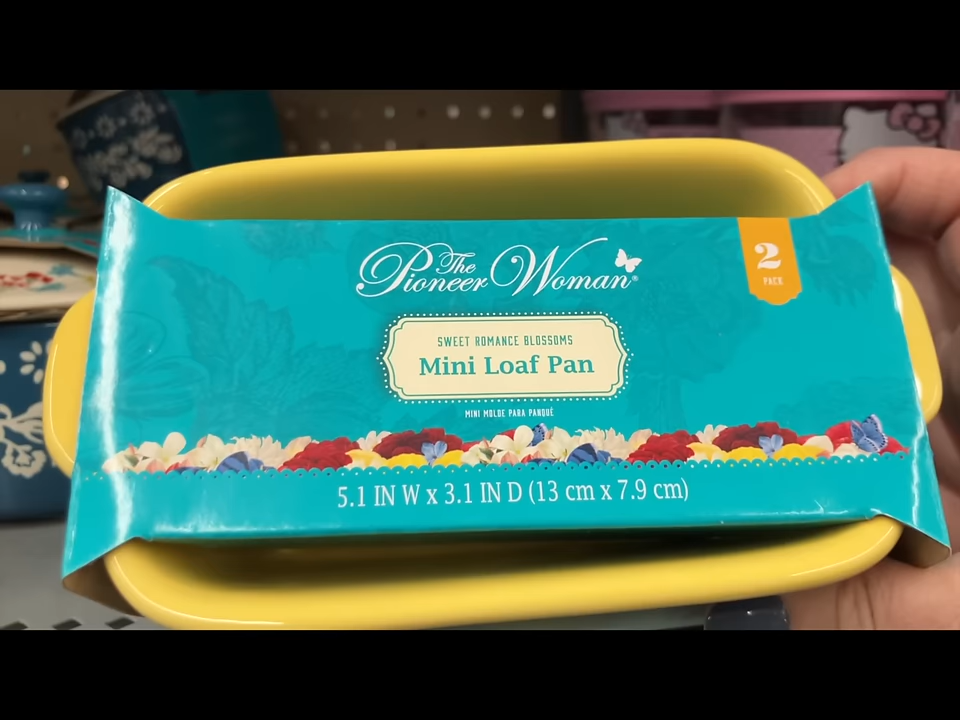 The
Pioneer Woman®
2
PACK
SWEET ROMANCE BLOSSOMS
Mini Loaf Pan
MINI MOLDE PARA PANQUÉ
5.1 IN W x 3.1 IN D (13 cm x 7.9 cm)